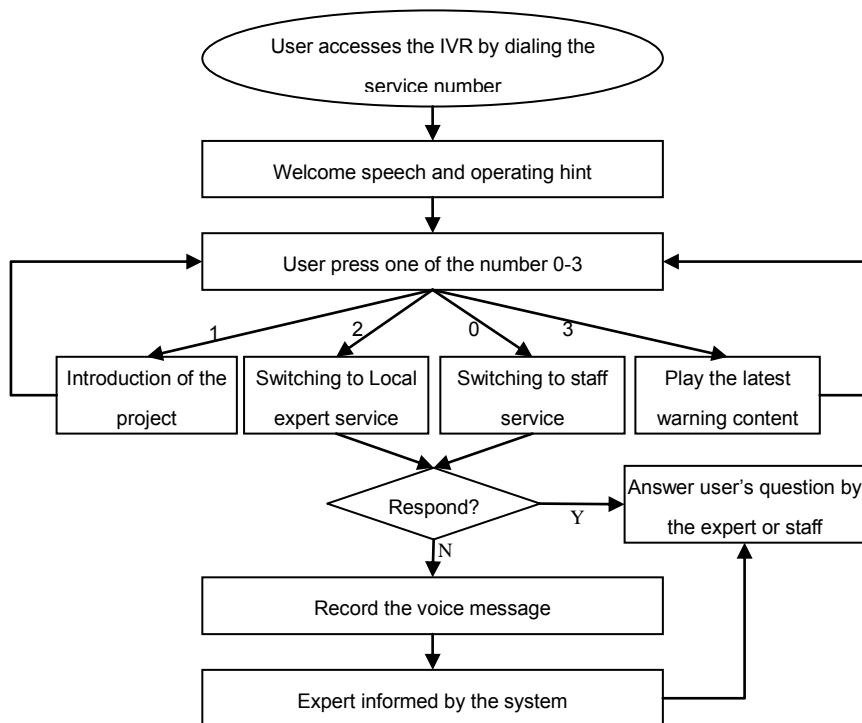 User accesses the IVR by dialing the
service number
Welcome speech and operating hint
User press one of the number 0-3
1
2
0
3
Introduction of the
project
Switching to Local
expert service
Switching to staff
service
Play the latest
warning content
Respond?
Y
Answer user's question by
the expert or staff
N
Record the voice message
Expert informed by the system